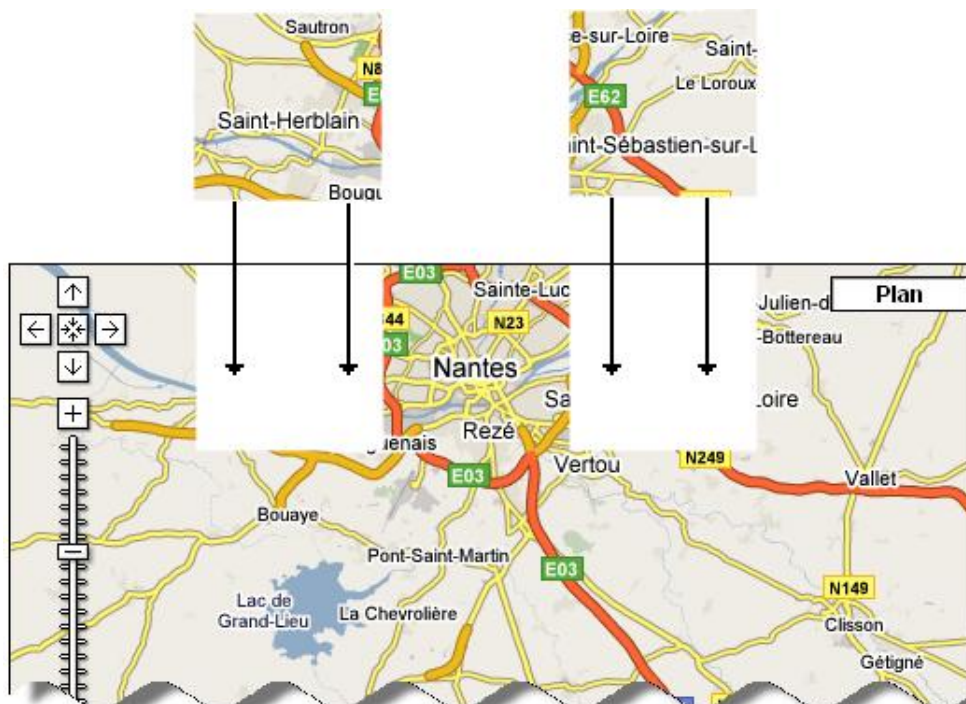 Sautron
N8
Saint-Herblain
Bougu
e-sur-Loire
Saint-
Le Loroux
E62
int-Sébastien-sur-L
E03
Sainte-Luc
-Julien-d
Plan
N23
44
03
-Bottereau
Nantes
Sa
oire
Rezé
uenais
Vertou
N249
E03
Vallet
Bouaye
Pont-Saint-Martin
E03
N149
Lac de
Grand-Lieu
La Chevrolière
Clisson
Gétigné